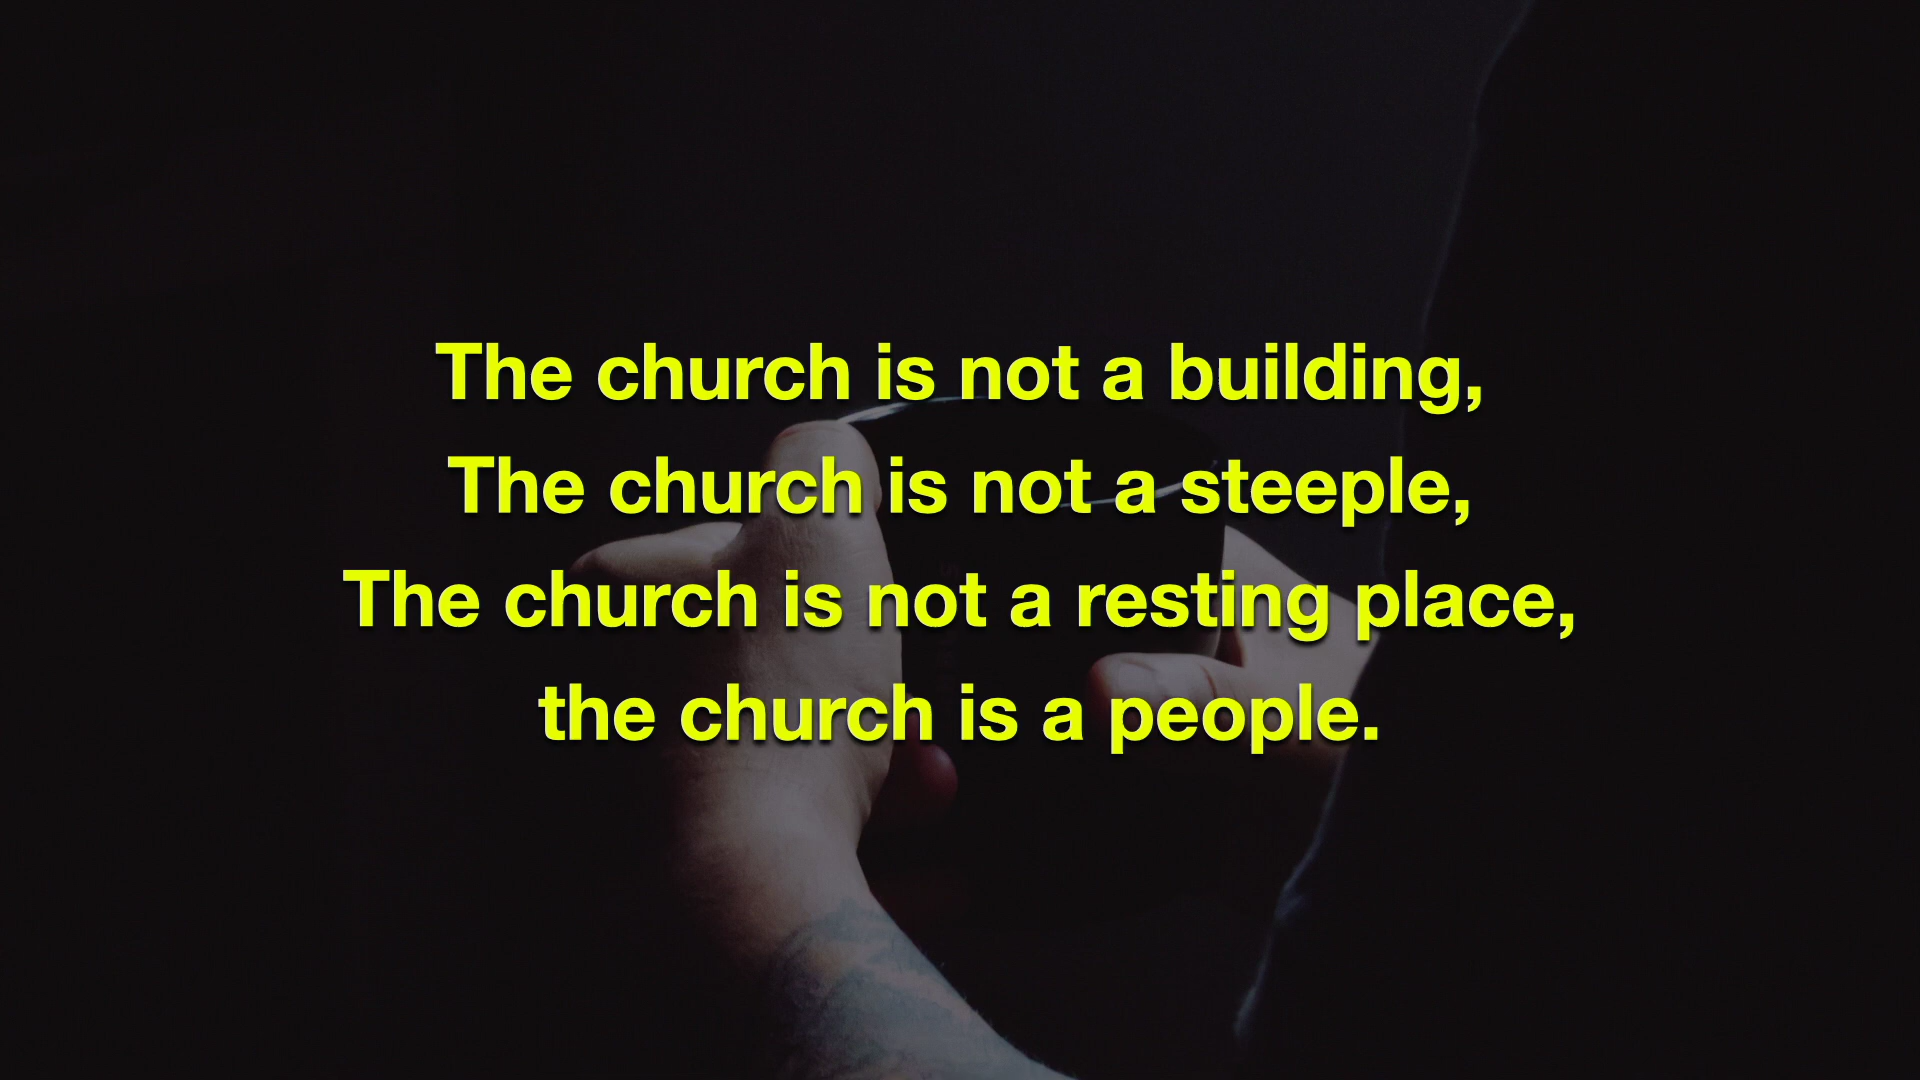 The church is not a building,
The church is not a steeple,
The church is not a resting place,
the church is a people.